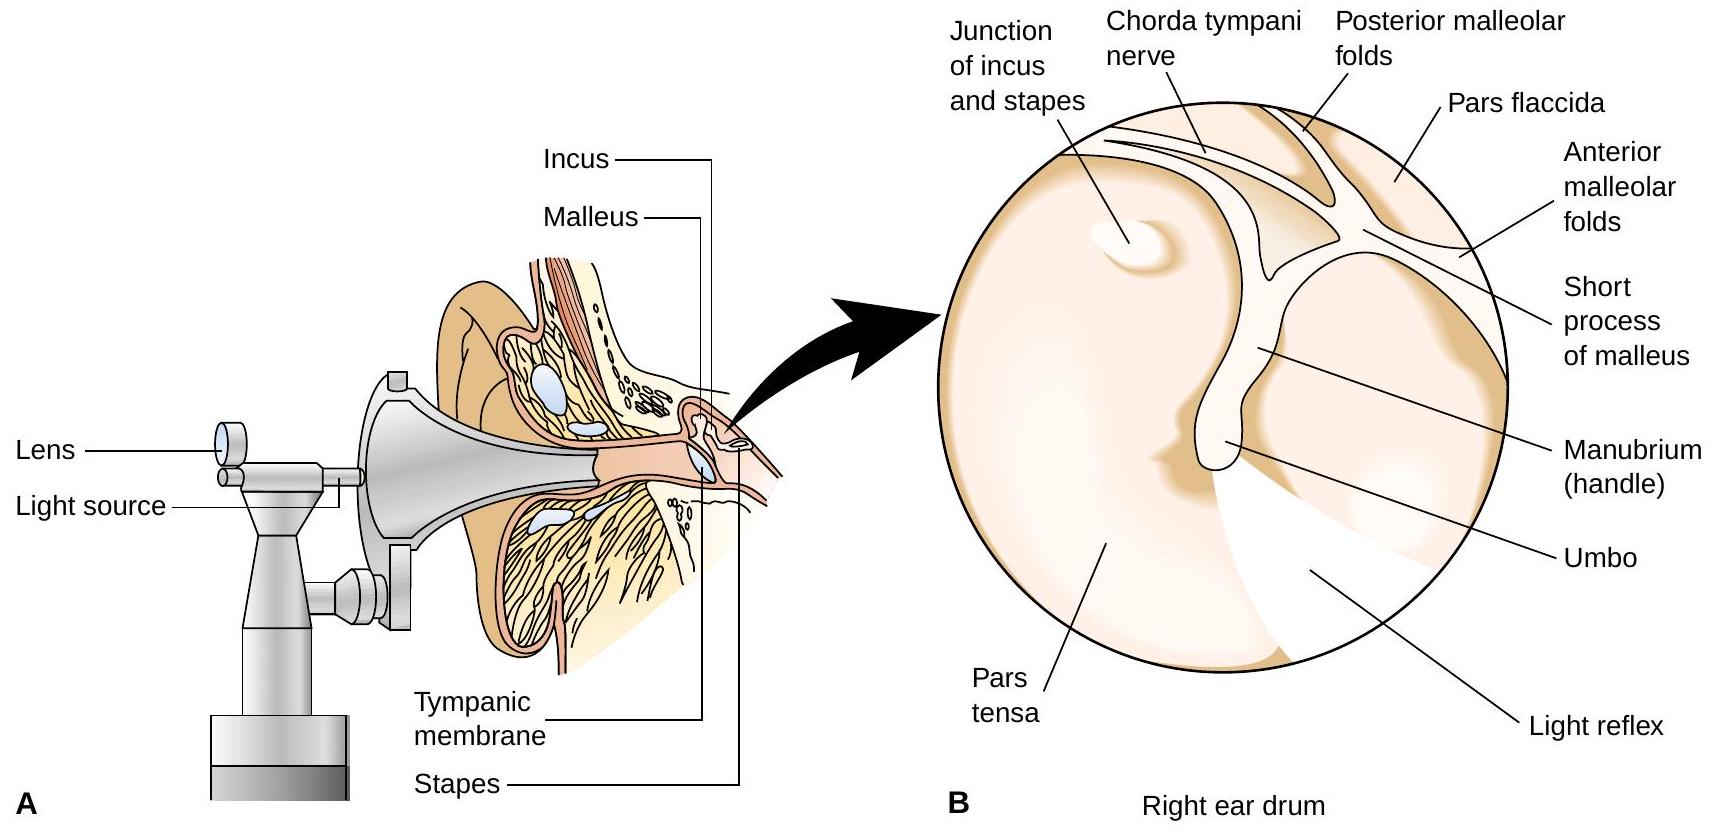 Incus
Malleus
Lens
Light source
Tympanic
membrane
Stapes
A
Junction
of incus
and stapes
Chorda tympani
nerve
Posterior malleolar
folds
Pars flaccida
Anterior
malleolar
folds
Short
process
of malleus
Manubrium
(handle)
Umbo
Pars
tensa
Light reflex
B
Right ear drum